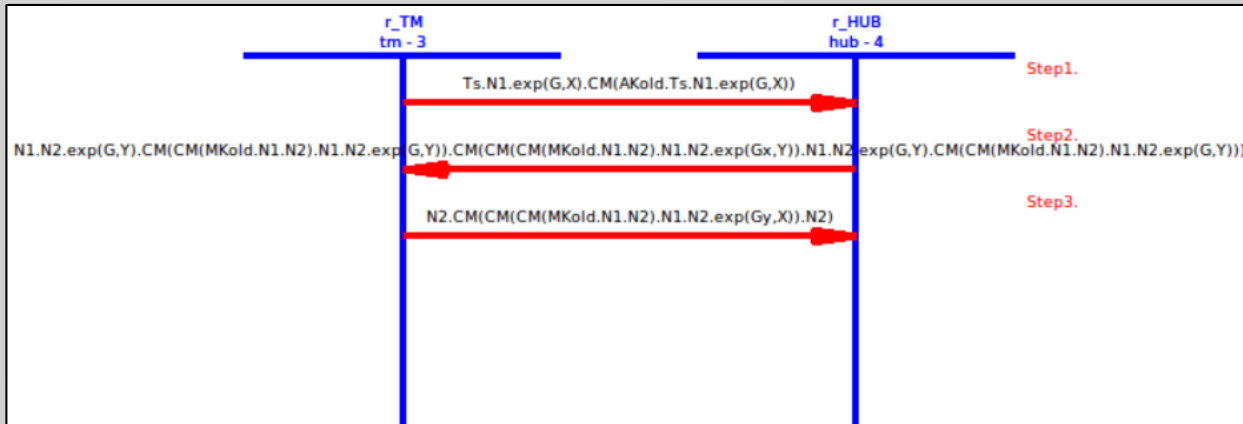 r_TM
tm - 3
r_HUB
hub - 4
Step1.
Ts.N1.exp(G,X).CM(AKold.Ts.N1.exp(G,X))
Step2.
N1.N2.exp(G,Y).CM(CM(MKold.N1.N2).N1.N2.exp(G,Y)).CM(CM(CM(MKold.N1.N2).N1.N2.exp(Gx,Y)).N1.N2.exp(G,Y).CM(CM(MKold.N1.N2).N1.N2.exp(G,Y)))
Step3.
N2.CM(CM(CM(MKold.N1.N2).N1.N2.exp(Gy,X)).N2)